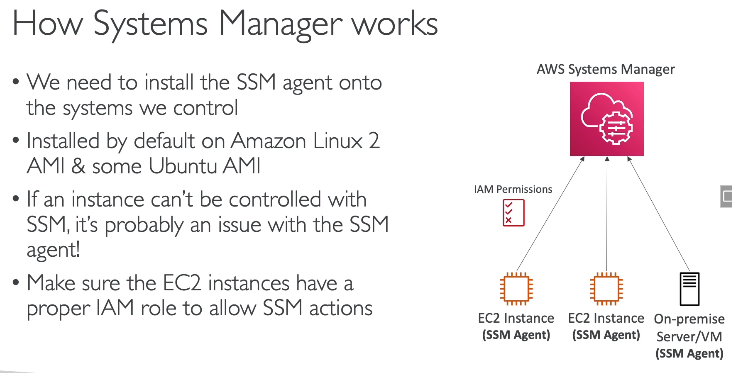 How Systems Manager works
• We need to install the SSM agent onto
the systems we control
• Installed by default on Amazon Linux 2
AMI & some Ubuntu AMI
• If an instance can't be controlled with
SSM, it's probably an issue with the SSM
agent!
• Make sure the EC2 instances have a
proper IAM role to allow SSM actions
AWS Systems Manager
IAM Permissions
EC2 Instance
(SSM Agent)
EC2 Instance
(SSM Agent)
On-premise
Server/VM
(SSM Agent)